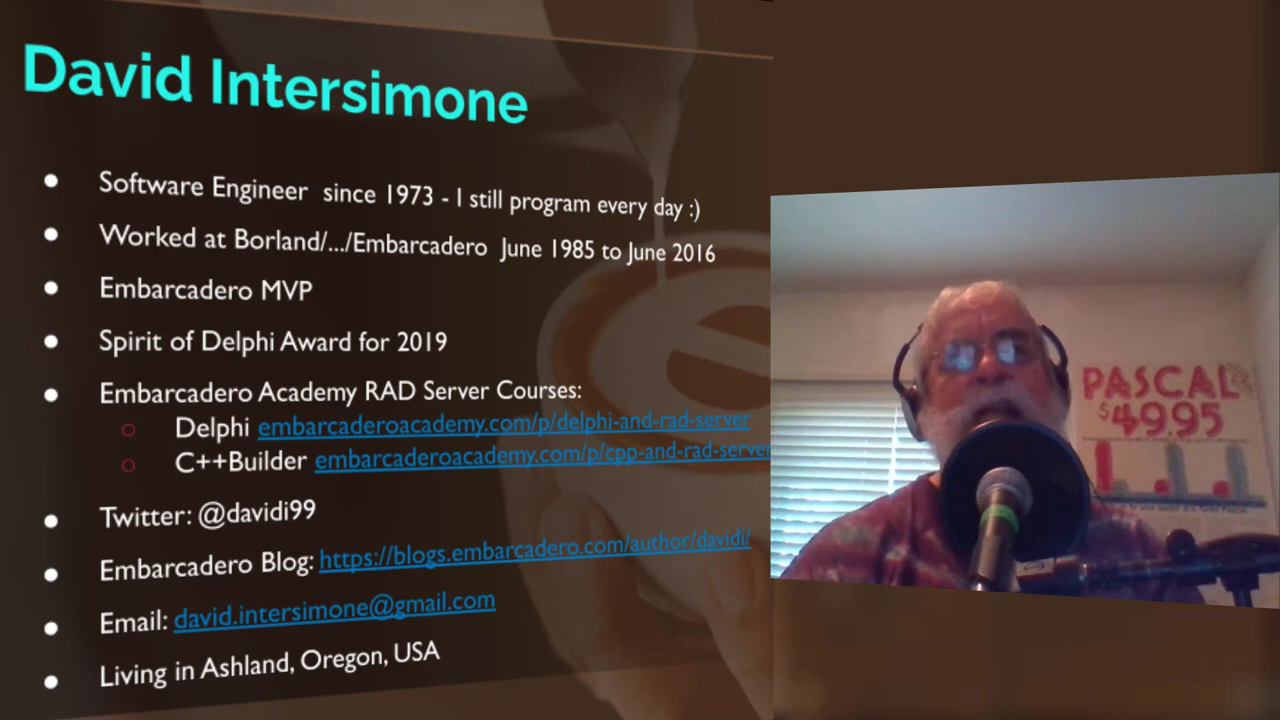 David Intersimone
Software Engineer since 1973 - I still program every day :)
Worked at Borland/.../Embarcadero June 1985 to June 2016
Embarcadero MVP
Spirit of Delphi Award for 2019
Embarcadero Academy RAD Server Courses:
Delphi embarcaderoacademy.com/p/delphi-and-rad-server
C++Builder embarcaderoacademy.com/p/cpp-and-rad-server
Twitter: @davidi99
Embarcadero Blog: https://blogs.embarcadero.com/author/davidi/
Email: david.intersimone@gmail.com
Living in Ashland, Oregon, USA
PASCAL
$49.95